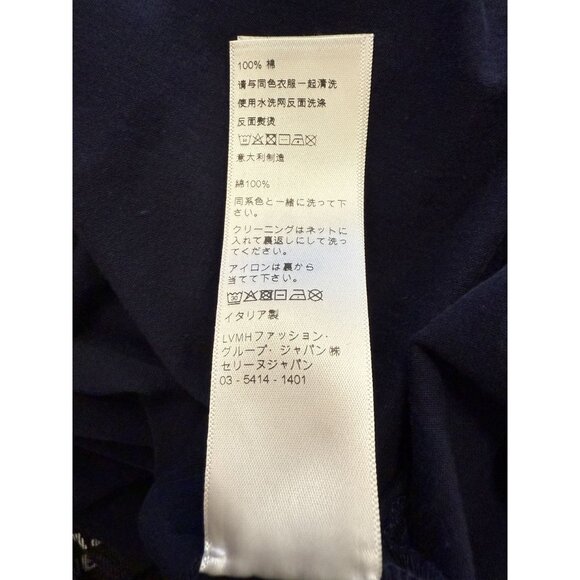 100% 棉
请与同色衣服一起清洗
使用水洗网反面洗涤
反面熨烫
意大利制造
綿100%
同系色と一緒に洗って下
さい。
クリーニングはネットに
入れて裏返しにして洗っ
てください。
アイロンは裏から
当てて下さい。
イタリア製
LVMHファッション・
グループ・ジャパン㈱
セリーヌジャパン
03 - 5414 - 1401